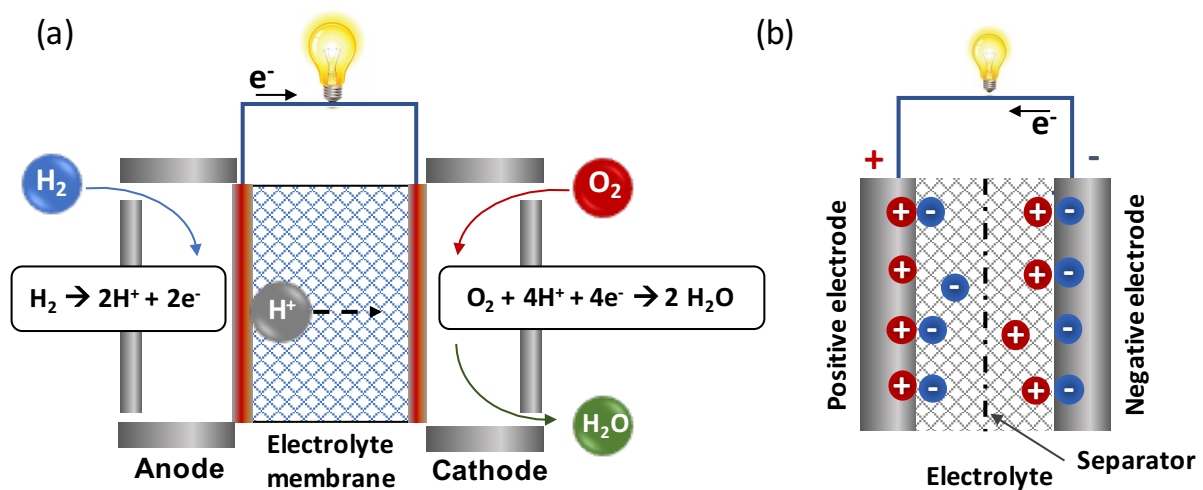 (a)
e⁻
H₂
O₂
H₂ → 2H⁺ + 2e⁻
H⁺
O₂ + 4H⁺ + 4e⁻ → 2 H₂O
H₂O
Anode
Electrolyte
membrane
Cathode
(b)
e⁻
+
-
Positive electrode
+ -
+ -
+
-
+ -
+
+ -
+ -
+ -
+ -
Negative electrode
Electrolyte
Separator